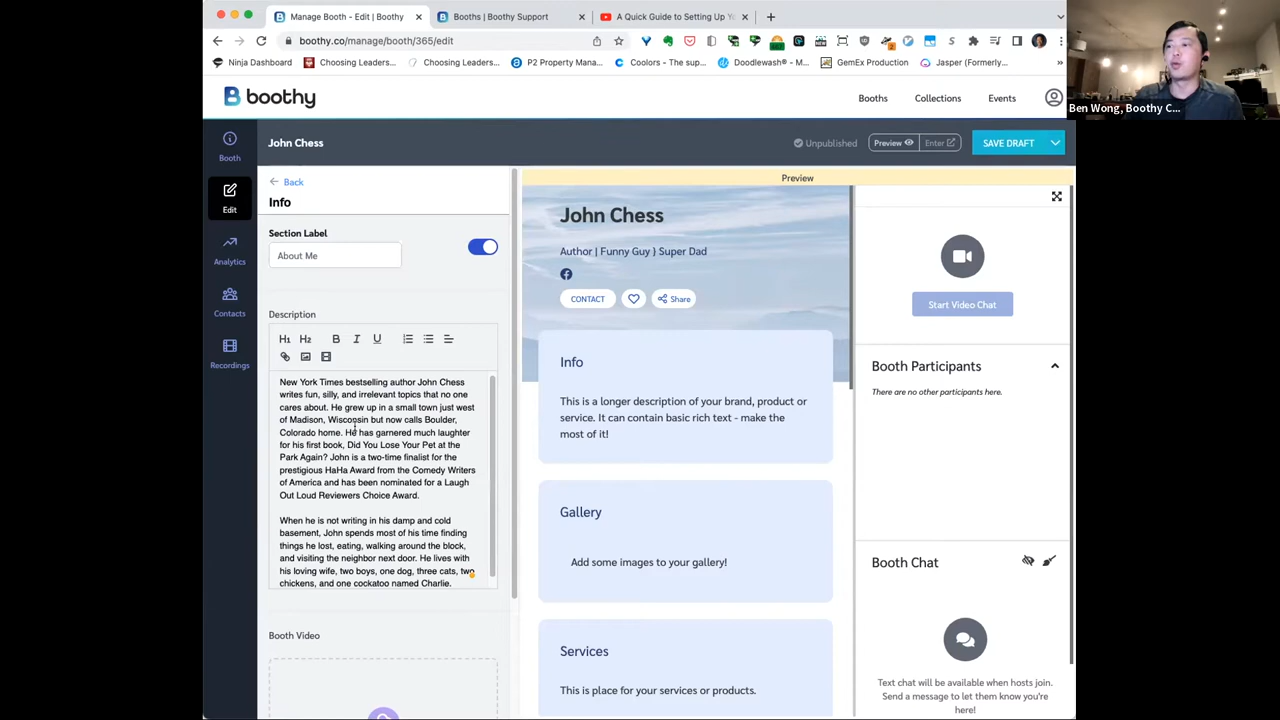 Manage Booth - Edit | Boothy
Booths | Boothy Support
A Quick Guide to Setting Up Yo
boothy.co/manage/booth/365/edit
Ninja Dashboard
Choosing Leaders...
Choosing Leaders...
P2 Property Mana...
Coolors - The sup...
Doodlewash® - M...
GemEx Production
Jasper (Formerly...
Ben Wong, Boothy C...
boothy
Booths
Collections
Events
Booth
Edit
Analytics
Contacts
Recordings
John Chess
Unpublished
Preview
Enter
SAVE DRAFT
Back
Info
Section Label
About Me
Description
H1 H2 B I U
New York Times bestselling author John Chess
writes fun, silly, and irrelevant topics that no one
cares about. He grew up in a small town just west
of Madison, Wisconsin but now calls Boulder,
Colorado home. He has garnered much laughter
for his first book, Did You Lose Your Pet at the
Park Again? John is a two-time finalist for the
prestigious HaHa Award from the Comedy Writers
of America and has been nominated for a Laugh
Out Loud Reviewers Choice Award.
When he is not writing in his damp and cold
basement, John spends most of his time finding
things he lost, eating, walking around the block,
and visiting the neighbor next door. He lives with
his loving wife, two boys, one dog, three cats, two
chickens, and one cockatoo named Charlie.
Booth Video
Preview
John Chess
Author | Funny Guy } Super Dad
CONTACT
Share
Info
This is a longer description of your brand, product or
service. It can contain basic rich text - make the
most of it!
Gallery
Add some images to your gallery!
Services
This is place for your services or products.
Start Video Chat
Booth Participants
There are no other participants here.
Booth Chat
Text chat will be available when hosts join.
Send a message to let them know you're
here!